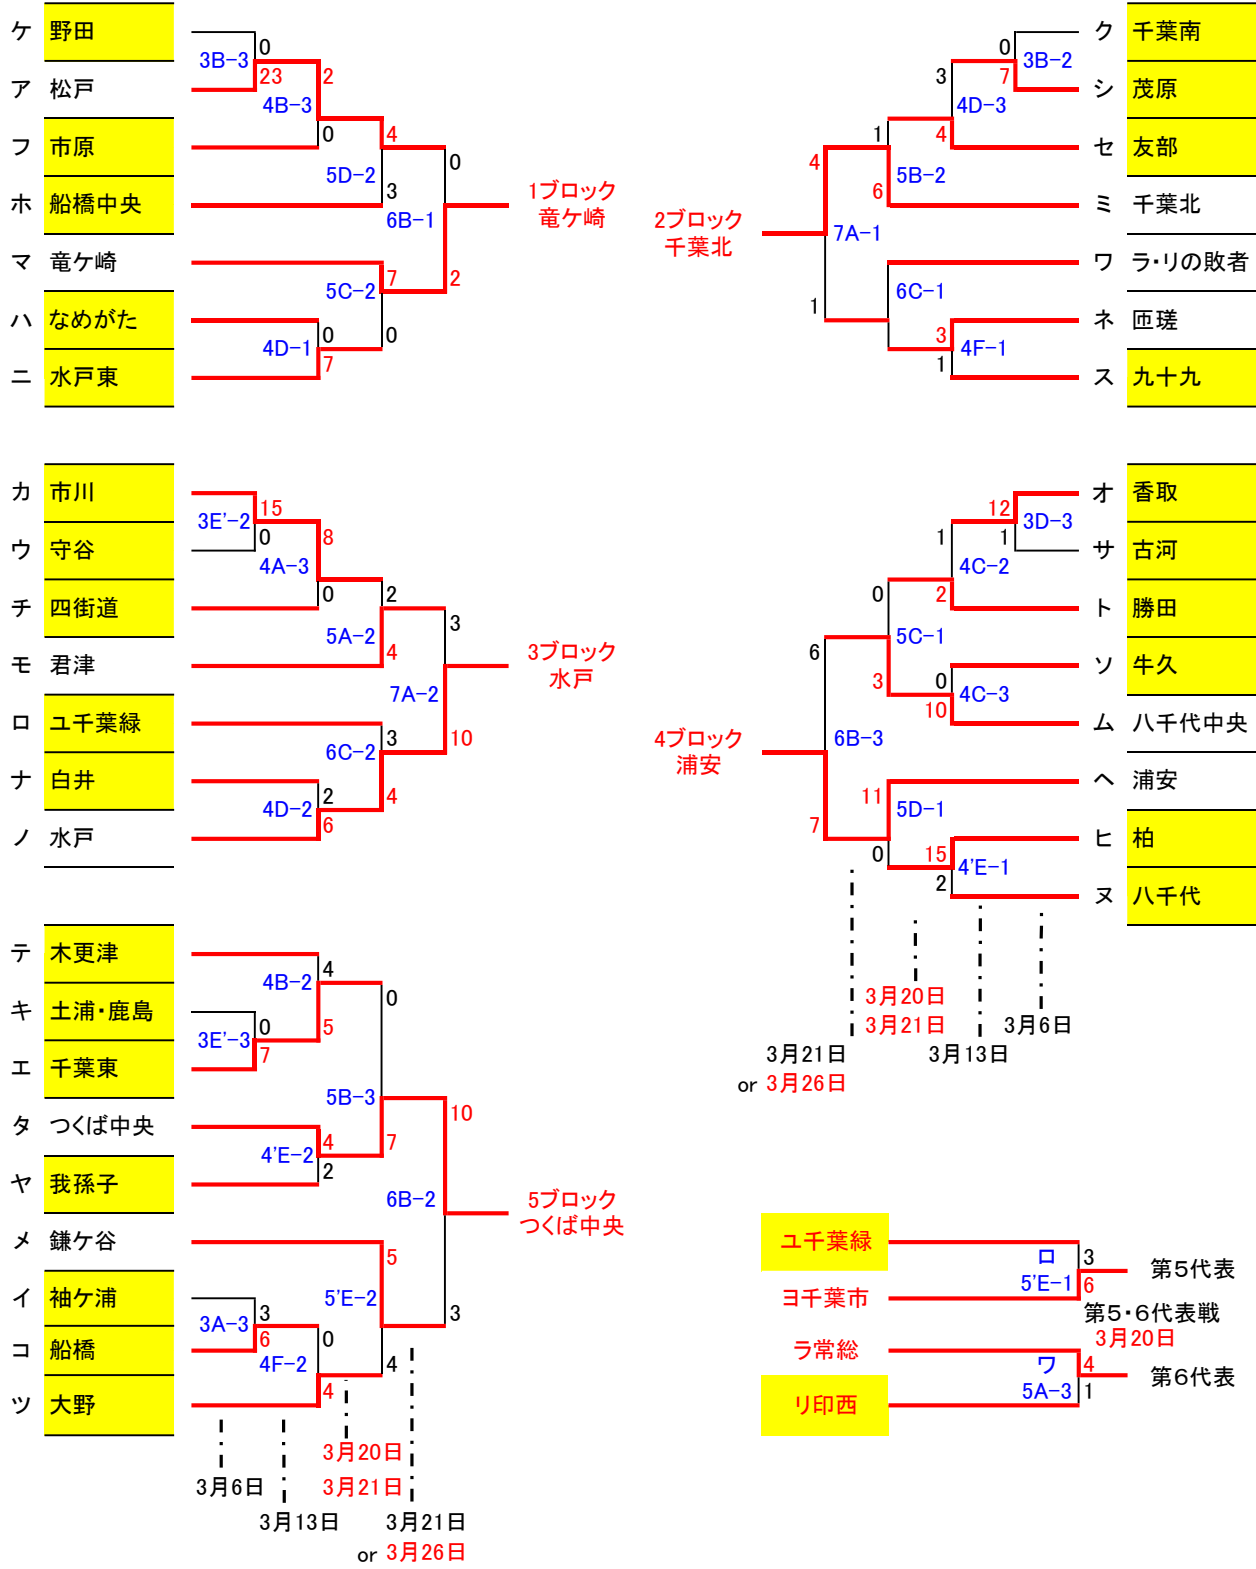 ケ 野田
3B-3
0
23
ア 松戸
4B-3
2
0
フ 市原
5D-2
4
3
ホ 船橋中央
6B-1
0
2
1ブロック
竜ケ崎
マ 竜ケ崎
5C-2
7
0
ハ なめがた
4D-1
0
7
ニ 水戸東
ク 千葉南
3B-2
0
7
シ 茂原
4D-3
3
4
セ 友部
5B-2
1
6
ミ 千葉北
7A-1
4
1
2ブロック
千葉北
ワ ラ・リの敗者
6C-1
ネ 匝瑳
4F-1
3
1
ス 九十九
カ 市川
3E'-2
15
0
ウ 守谷
4A-3
8
0
チ 四街道
5A-2
2
4
モ 君津
7A-2
3
10
3ブロック
水戸
ロ ユ千葉緑
6C-2
3
4
ナ 白井
4D-2
2
6
ノ 水戸
オ 香取
3D-3
12
1
サ 古河
4C-2
1
2
ト 勝田
5C-1
0
3
ソ 牛久
4C-3
0
10
ム 八千代中央
6B-3
6
7
4ブロック
浦安
ヘ 浦安
5D-1
11
0
ヒ 柏
4'E-1
15
2
ヌ 八千代
3月20日
3月21日
3月6日
3月21日
3月13日
or 3月26日
テ 木更津
4B-2
4
5
キ 土浦・鹿島
3E'-3
0
7
エ 千葉東
5B-3
0
7
タ つくば中央
4'E-2
4
2
ヤ 我孫子
6B-2
10
3
5ブロック
つくば中央
メ 鎌ケ谷
5'E-2
5
4
イ 袖ケ浦
3A-3
3
6
コ 船橋
4F-2
0
4
ツ 大野
3月20日
3月6日
3月21日
3月13日
3月21日
or 3月26日
ユ千葉緑
ロ
5'E-1
3
6
第5代表
ヨ千葉市
第5・6代表戦
3月20日
ラ常総
ワ
5A-3
4
1
第6代表
リ印西